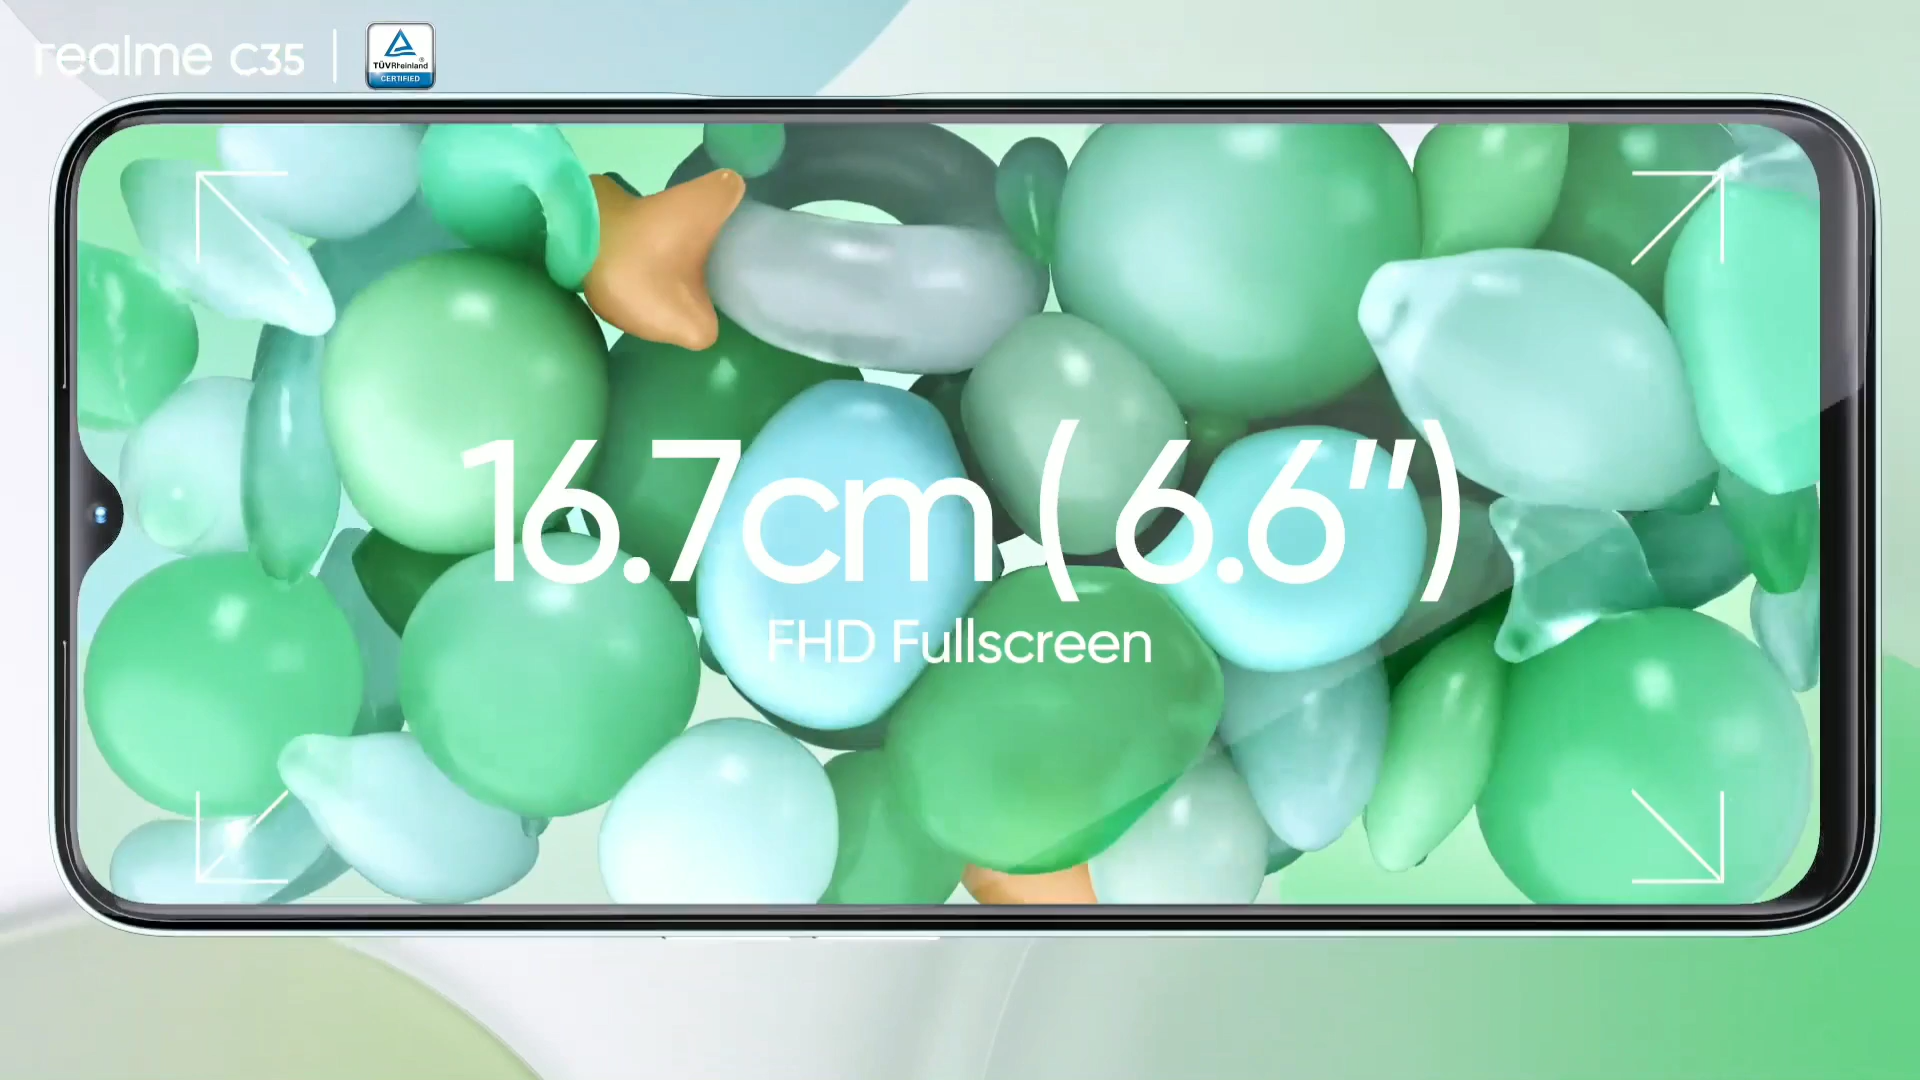 realme C35
TÜVRheinland®
CERTIFIED
16.7cm (6.6″)
FHD Fullscreen